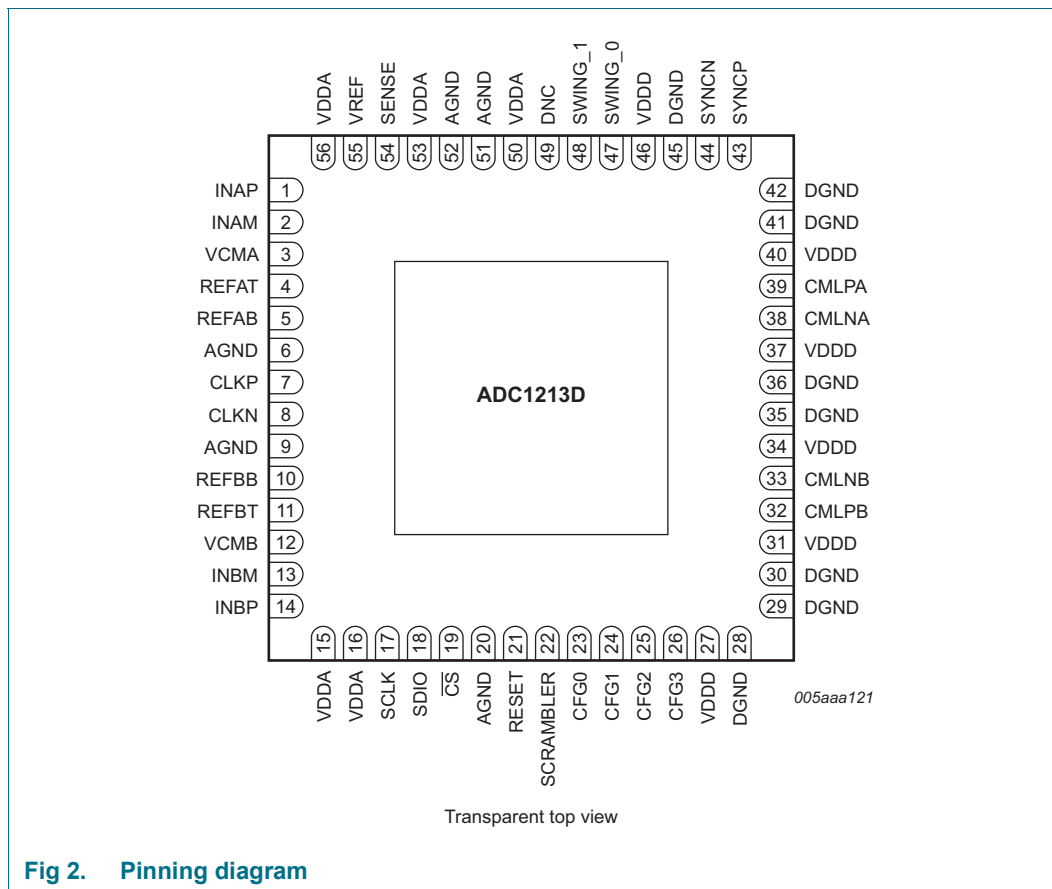 VDDA VREF SENSE VDDA AGND AGND VDDA DNC SWING_1 SWING_0 VDDD DGND SYNCN SYNCP
56 55 54 53 52 51 50 49 48 47 46 45 44 43
INAP 1 42 DGND
INAM 2 41 DGND
VCMA 3 40 VDDD
REFAT 4 39 CMLPA
REFAB 5 38 CMLNA
AGND 6 37 VDDD
CLKP 7 36 DGND
ADC1213D
CLKN 8 35 DGND
AGND 9 34 VDDD
REFBB 10 33 CMLNB
REFBT 11 32 CMLPB
VCMB 12 31 VDDD
INBM 13 30 DGND
INBP 14 29 DGND
15 16 17 18 19 20 21 22 23 24 25 26 27 28
VDDA VDDA SCLK SDIO CS AGND RESET SCRAMBLER CFG0 CFG1 CFG2 CFG3 VDDD DGND
005aaa121
Transparent top view
Fig 2. Pinning diagram